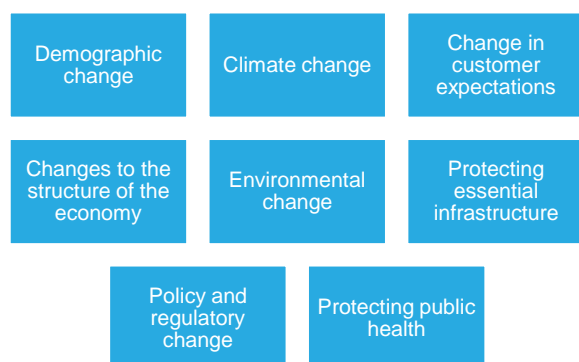 Demographic
change
Climate change
Change in
customer
expectations
Changes to the
structure of the
economy
Environmental
change
Protecting
essential
infrastructure
Policy and
regulatory
change
Protecting public
health